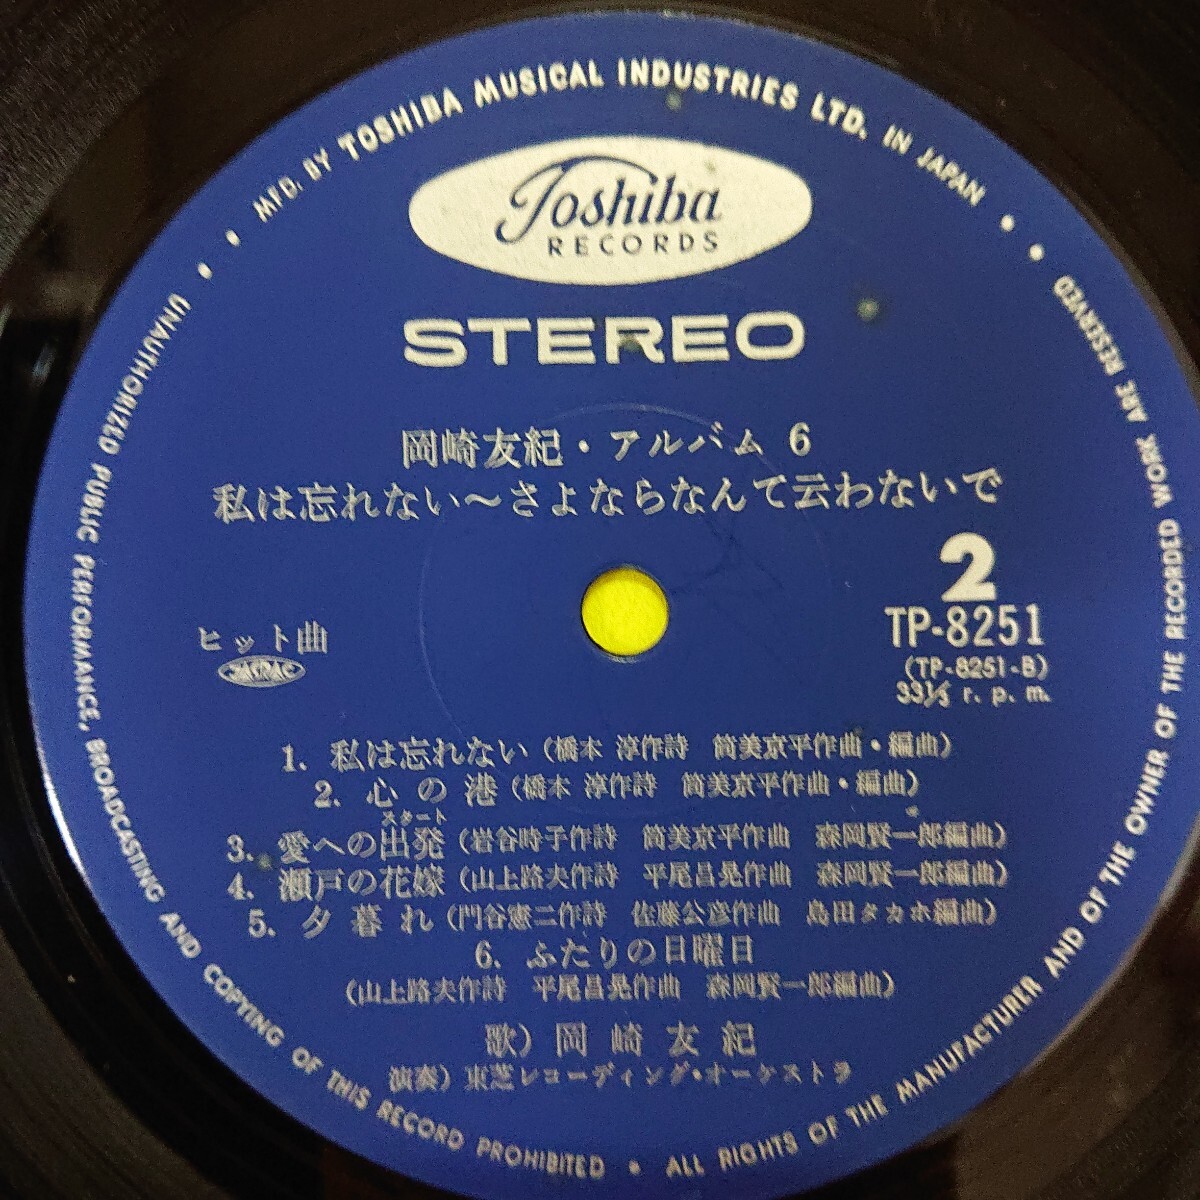 MFD. BY TOSHIBA MUSICAL INDUSTRIES LTD. IN JAPAN
Toshiba
RECORDS
STEREO
岡崎友紀・アルバム 6
私は忘れない〜さよならなんて云わないで
2
TP-8251
(TP-8251-B)
33⅓ r. p. m.
ヒット曲
JASRAC
1. 私は忘れない (橋本 淳作詩 筒美京平作曲・編曲)
2. 心の港 (橋本 淳作詩 筒美京平作曲・編曲)
スタート
3. 愛への出発 (岩谷時子作詩 筒美京平作曲 森岡賢一郎編曲)
4. 瀬戸の花嫁 (山上路夫作詩 平尾昌晃作曲 森岡賢一郎編曲)
5. 夕暮れ (門谷憲二作詩 佐藤公彦作曲 島田タカホ編曲)
6. ふたりの日曜日
(山上路夫作詩 平尾昌晃作曲 森岡賢一郎編曲)
歌) 岡崎友紀
演奏) 東芝レコーディング・オーケストラ
UNAUTHORIZED PUBLIC PERFORMANCE, BROADCASTING AND COPYING OF THIS RECORD PROHIBITED • ALL RIGHTS OF THE MANUFACTURER AND OF THE OWNER OF THE RECORDED WORK ARE RESERVED